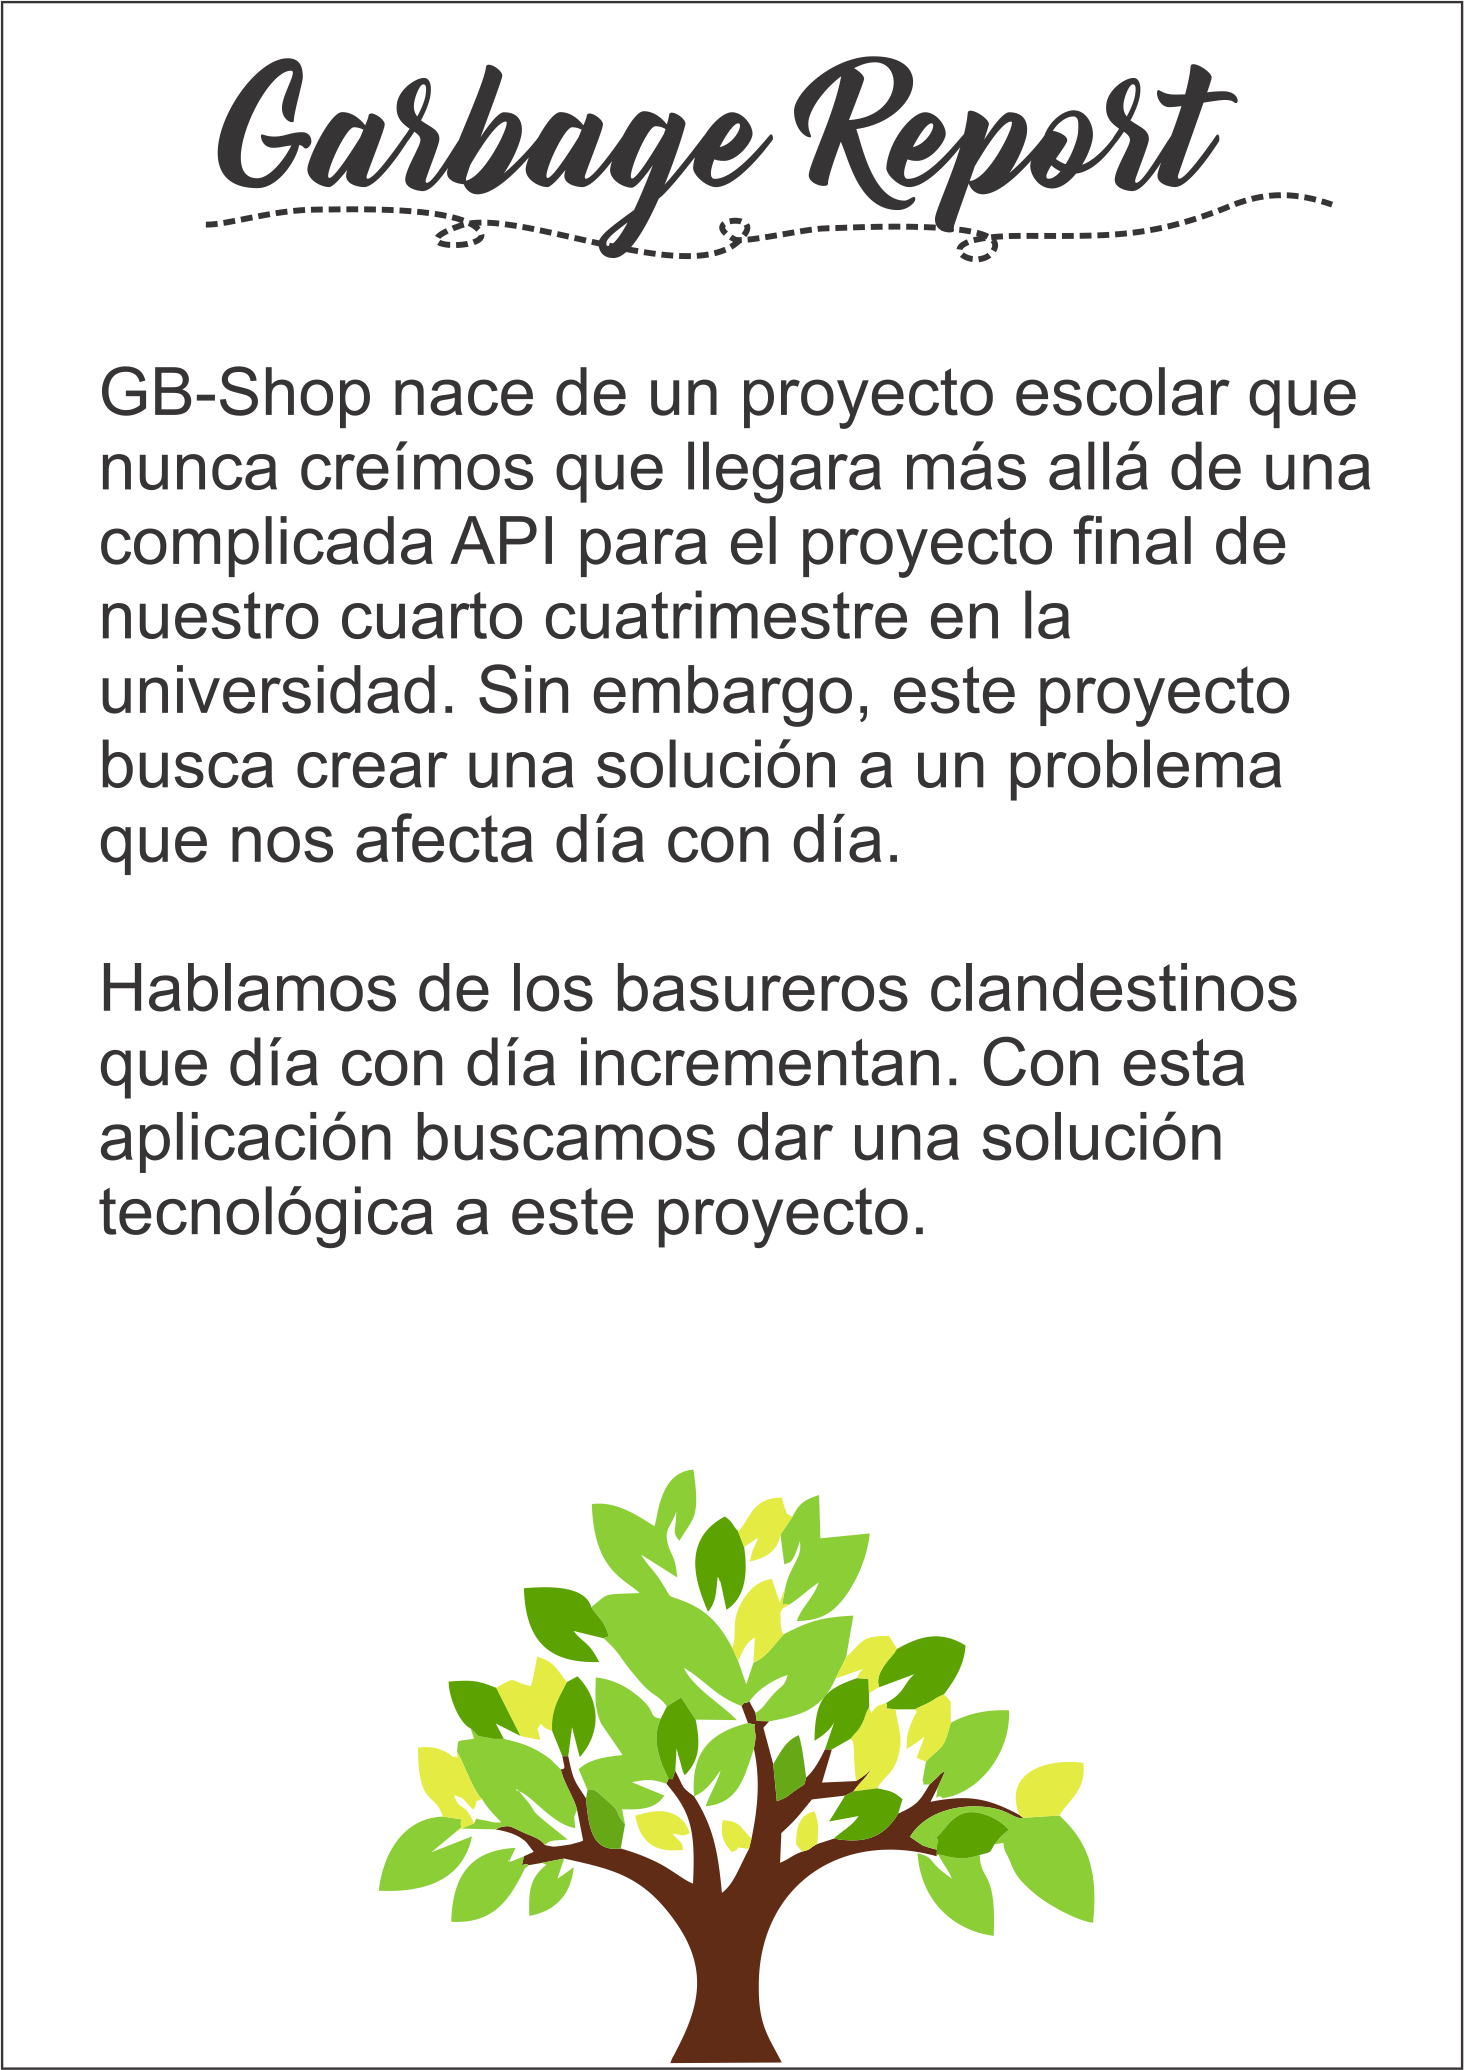 Garbage Report
GB-Shop nace de un proyecto escolar que
nunca creímos que llegara más allá de una
complicada API para el proyecto final de
nuestro cuarto cuatrimestre en la
universidad. Sin embargo, este proyecto
busca crear una solución a un problema
que nos afecta día con día.
Hablamos de los basureros clandestinos
que día con día incrementan. Con esta
aplicación buscamos dar una solución
tecnológica a este proyecto.